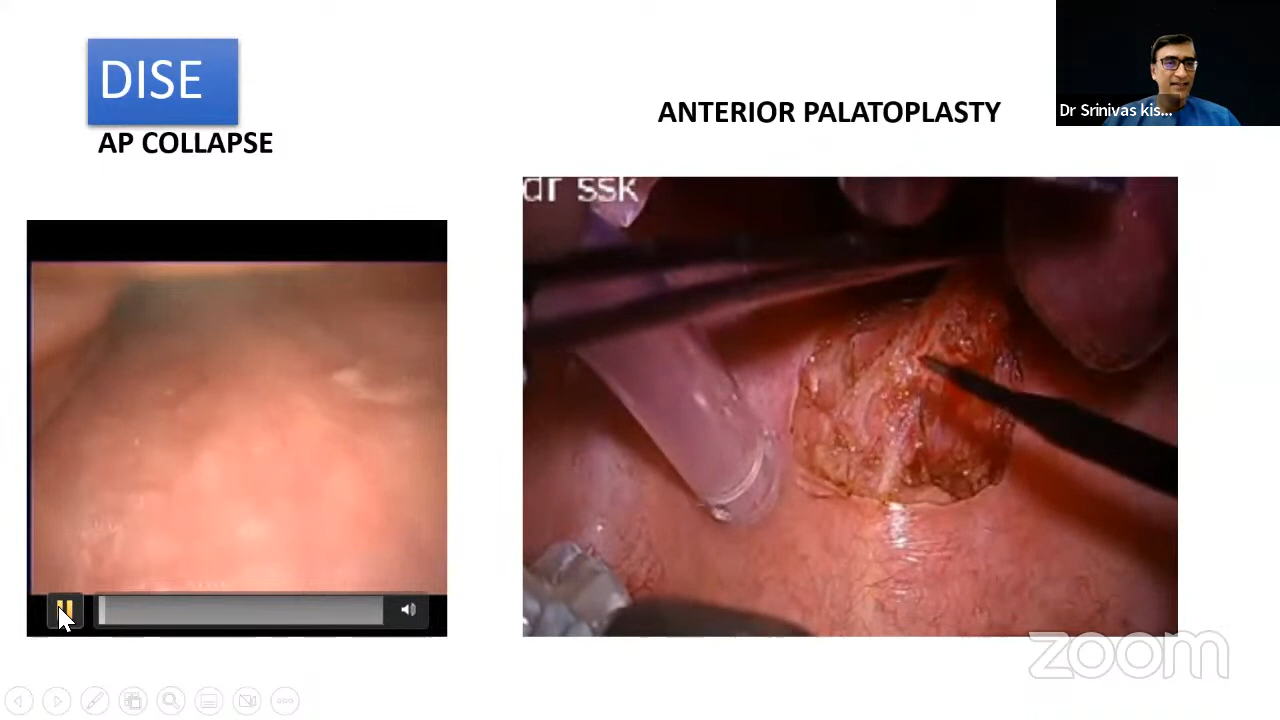 DISE
AP COLLAPSE
ANTERIOR PALATOPLASTY
Dr Srinivas kis...
dr ssk
zoom